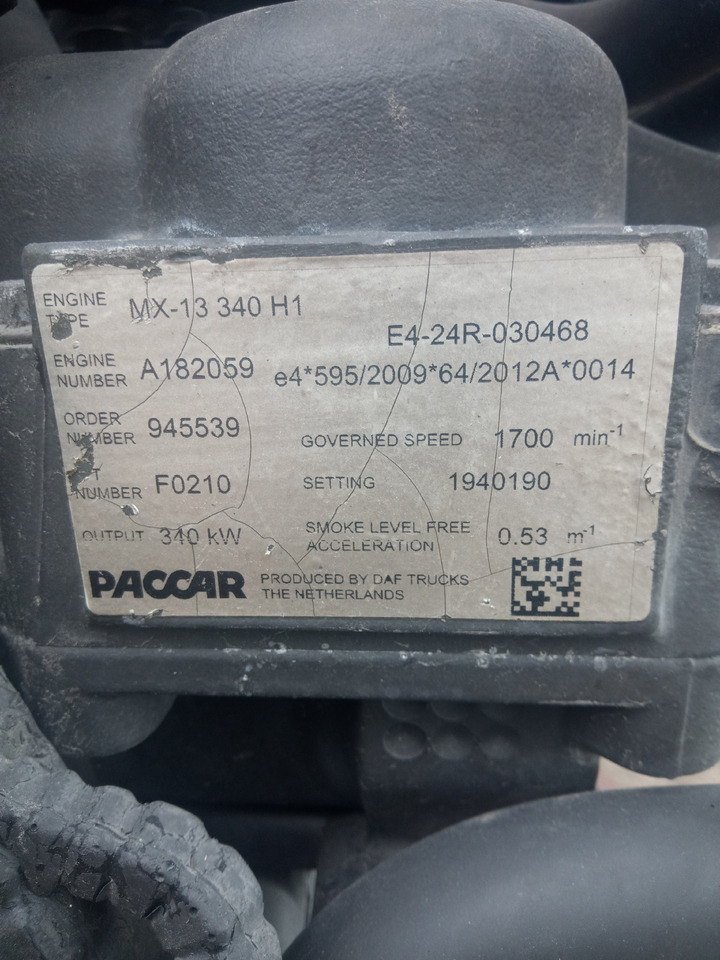 ENGINE TYPE MX-13 340 H1
E4-24R-030468
ENGINE NUMBER A182059 e4*595/2009*64/2012A*0014
ORDER NUMBER 945539 GOVERNED SPEED 1700 min-1
NUMBER F0210 SETTING 1940190
OUTPUT 340 kW SMOKE LEVEL FREE ACCELERATION 0.53 m-1
PACCAR PRODUCED BY DAF TRUCKS
THE NETHERLANDS